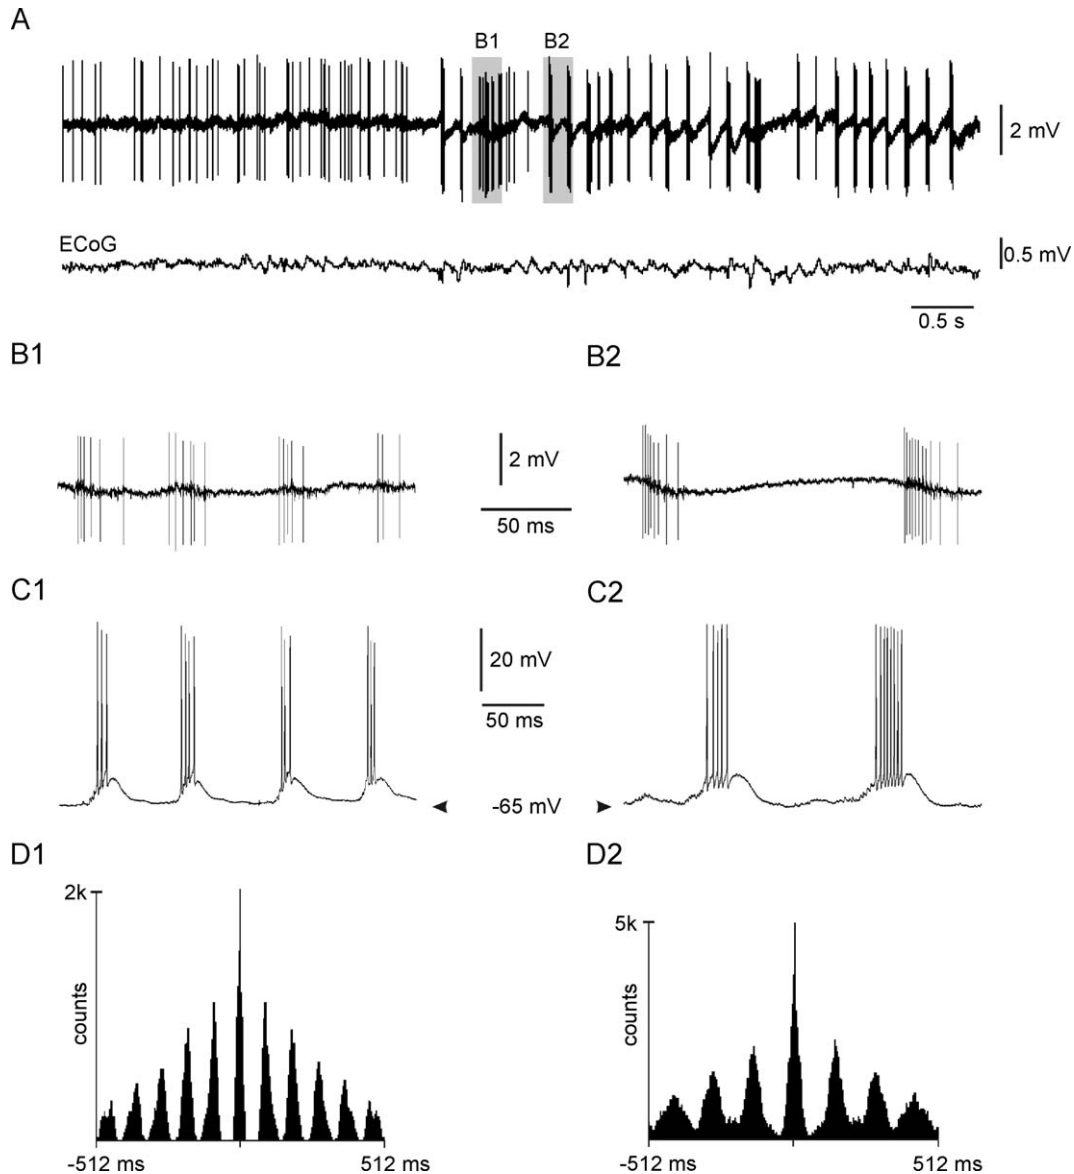 A
B1 B2
2 mV
ECoG
0.5 mV
0.5 s
B1 B2
2 mV
50 ms
C1 C2
20 mV
50 ms
-65 mV
D1 D2
2k
5k
counts
counts
-512 ms 512 ms -512 ms 512 ms